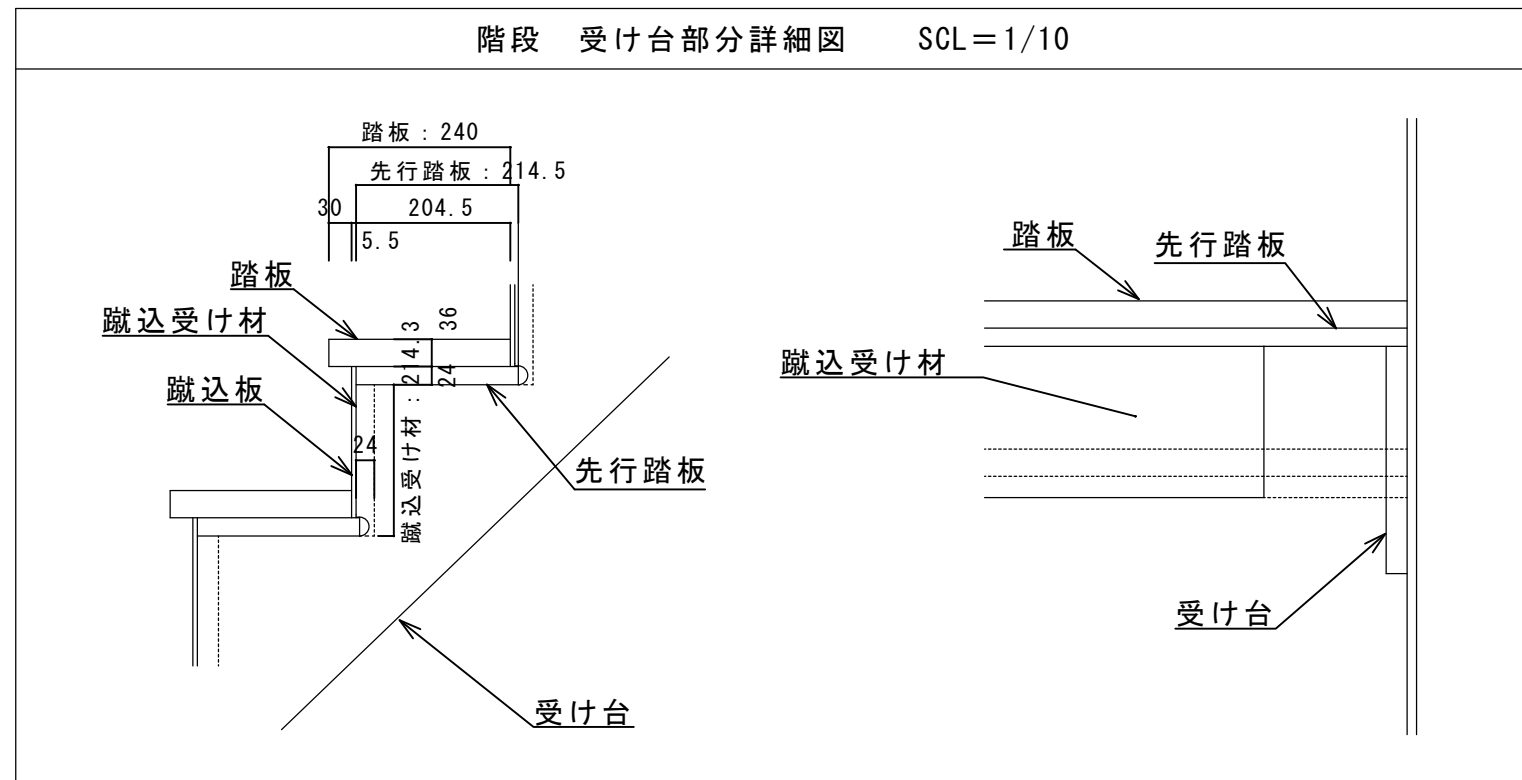 階段　受け台部分詳細図　　SCL＝1/10
踏板：240
先行踏板：214.5
30
204.5
5.5
踏板
蹴込受け材
蹴込板
36
24
蹴込受け材：214.3
24
先行踏板
受け台
踏板
先行踏板
蹴込受け材
受け台